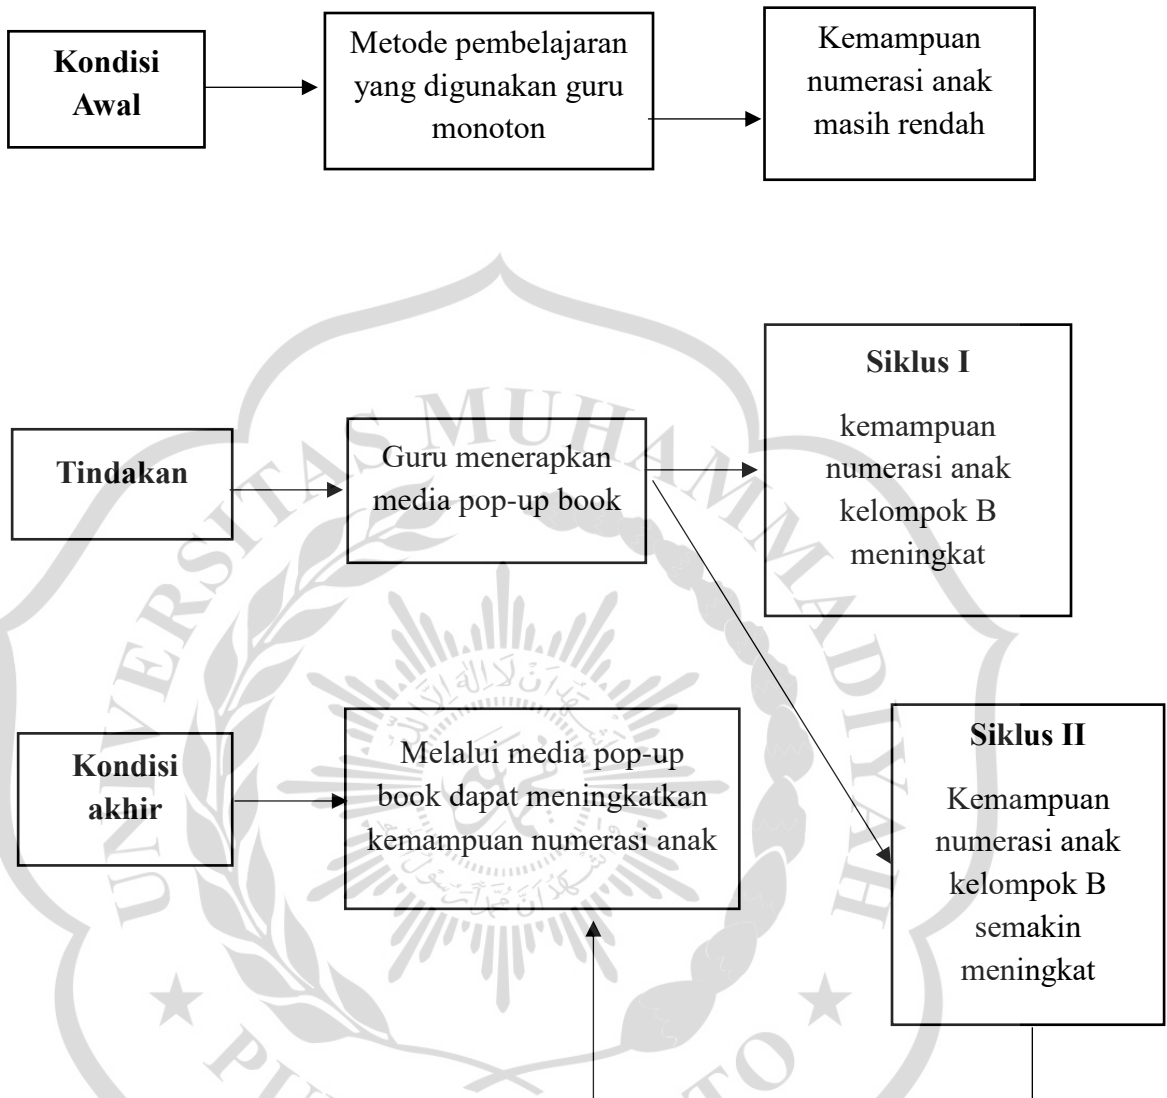 Kondisi
Awal
Metode pembelajaran
yang digunakan guru
monoton
Kemampuan
numerasi anak
masih rendah
Siklus I
kemampuan
numerasi anak
kelompok B
meningkat
Tindakan
Guru menerapkan
media pop-up book
Kondisi
akhir
Melalui media pop-up
book dapat meningkatkan
kemampuan numerasi anak
Siklus II
Kemampuan
numerasi anak
kelompok B
semakin
meningkat
UNIVERSITAS MUHAMMADIYAH